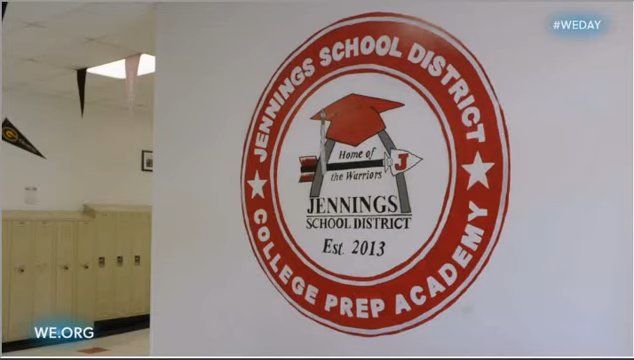 #WEDAY
JENNINGS SCHOOL DISTRICT
Home of
the Warriors
J
JENNINGS
SCHOOL DISTRICT
Est. 2013
COLLEGE PREP ACADEMY
WE.ORG